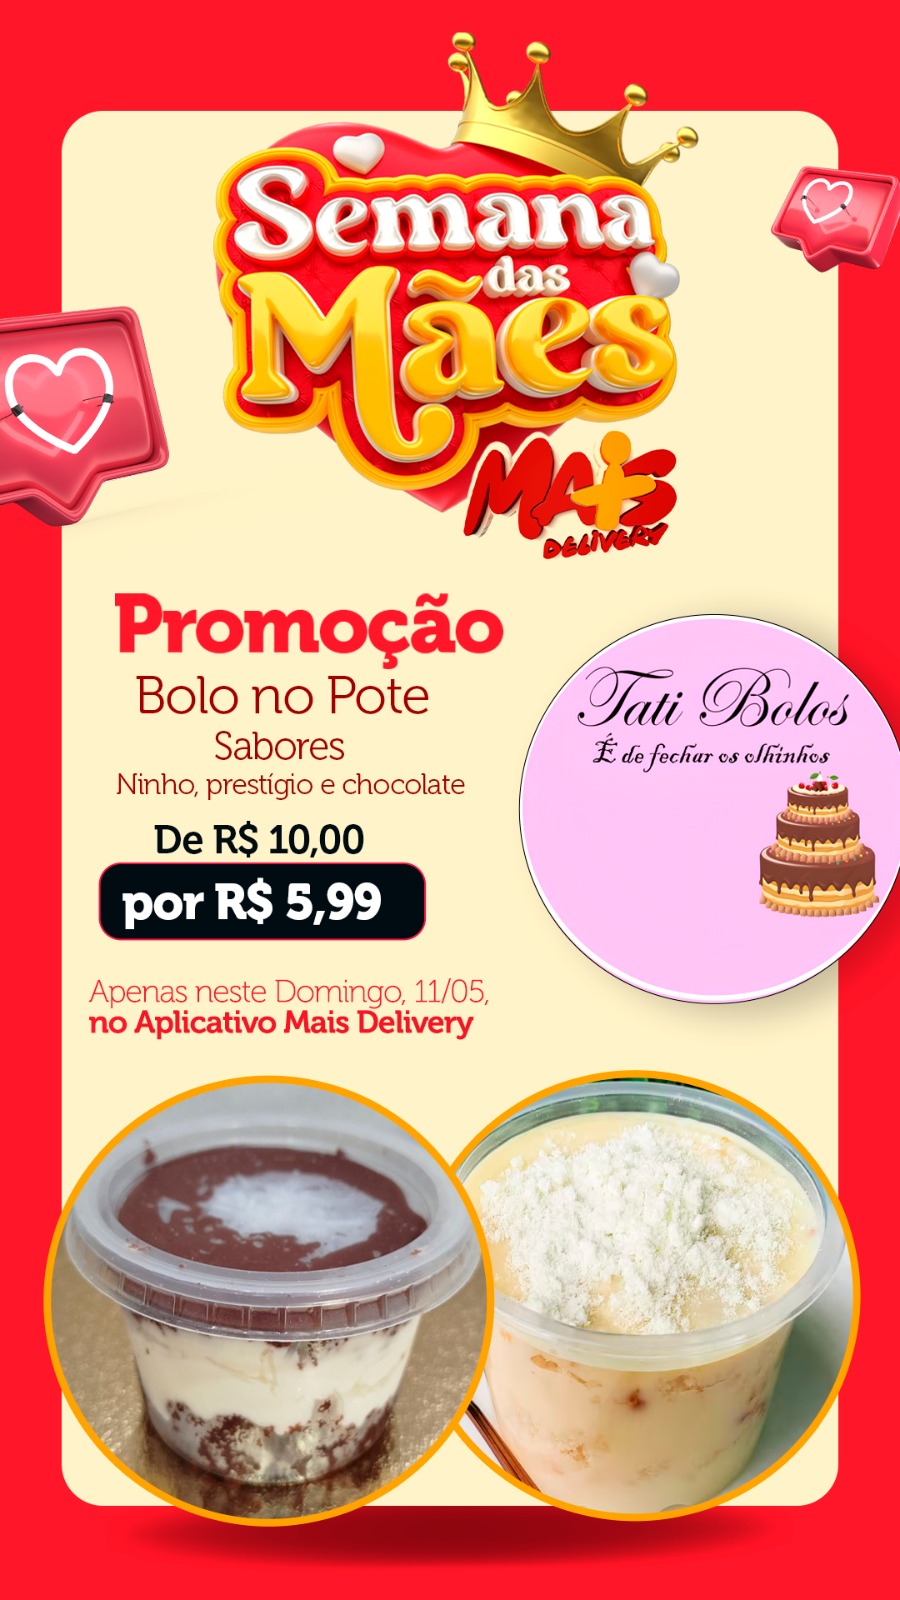 Semana
das
Mães
MAIS
DELIVERY
Promoção
Bolo no Pote
Sabores
Ninho, prestígio e chocolate
De R$ 10,00
por R$ 5,99
Apenas neste Domingo, 11/05,
no Aplicativo Mais Delivery
Tati Bolos
É de fechar os olhinhos